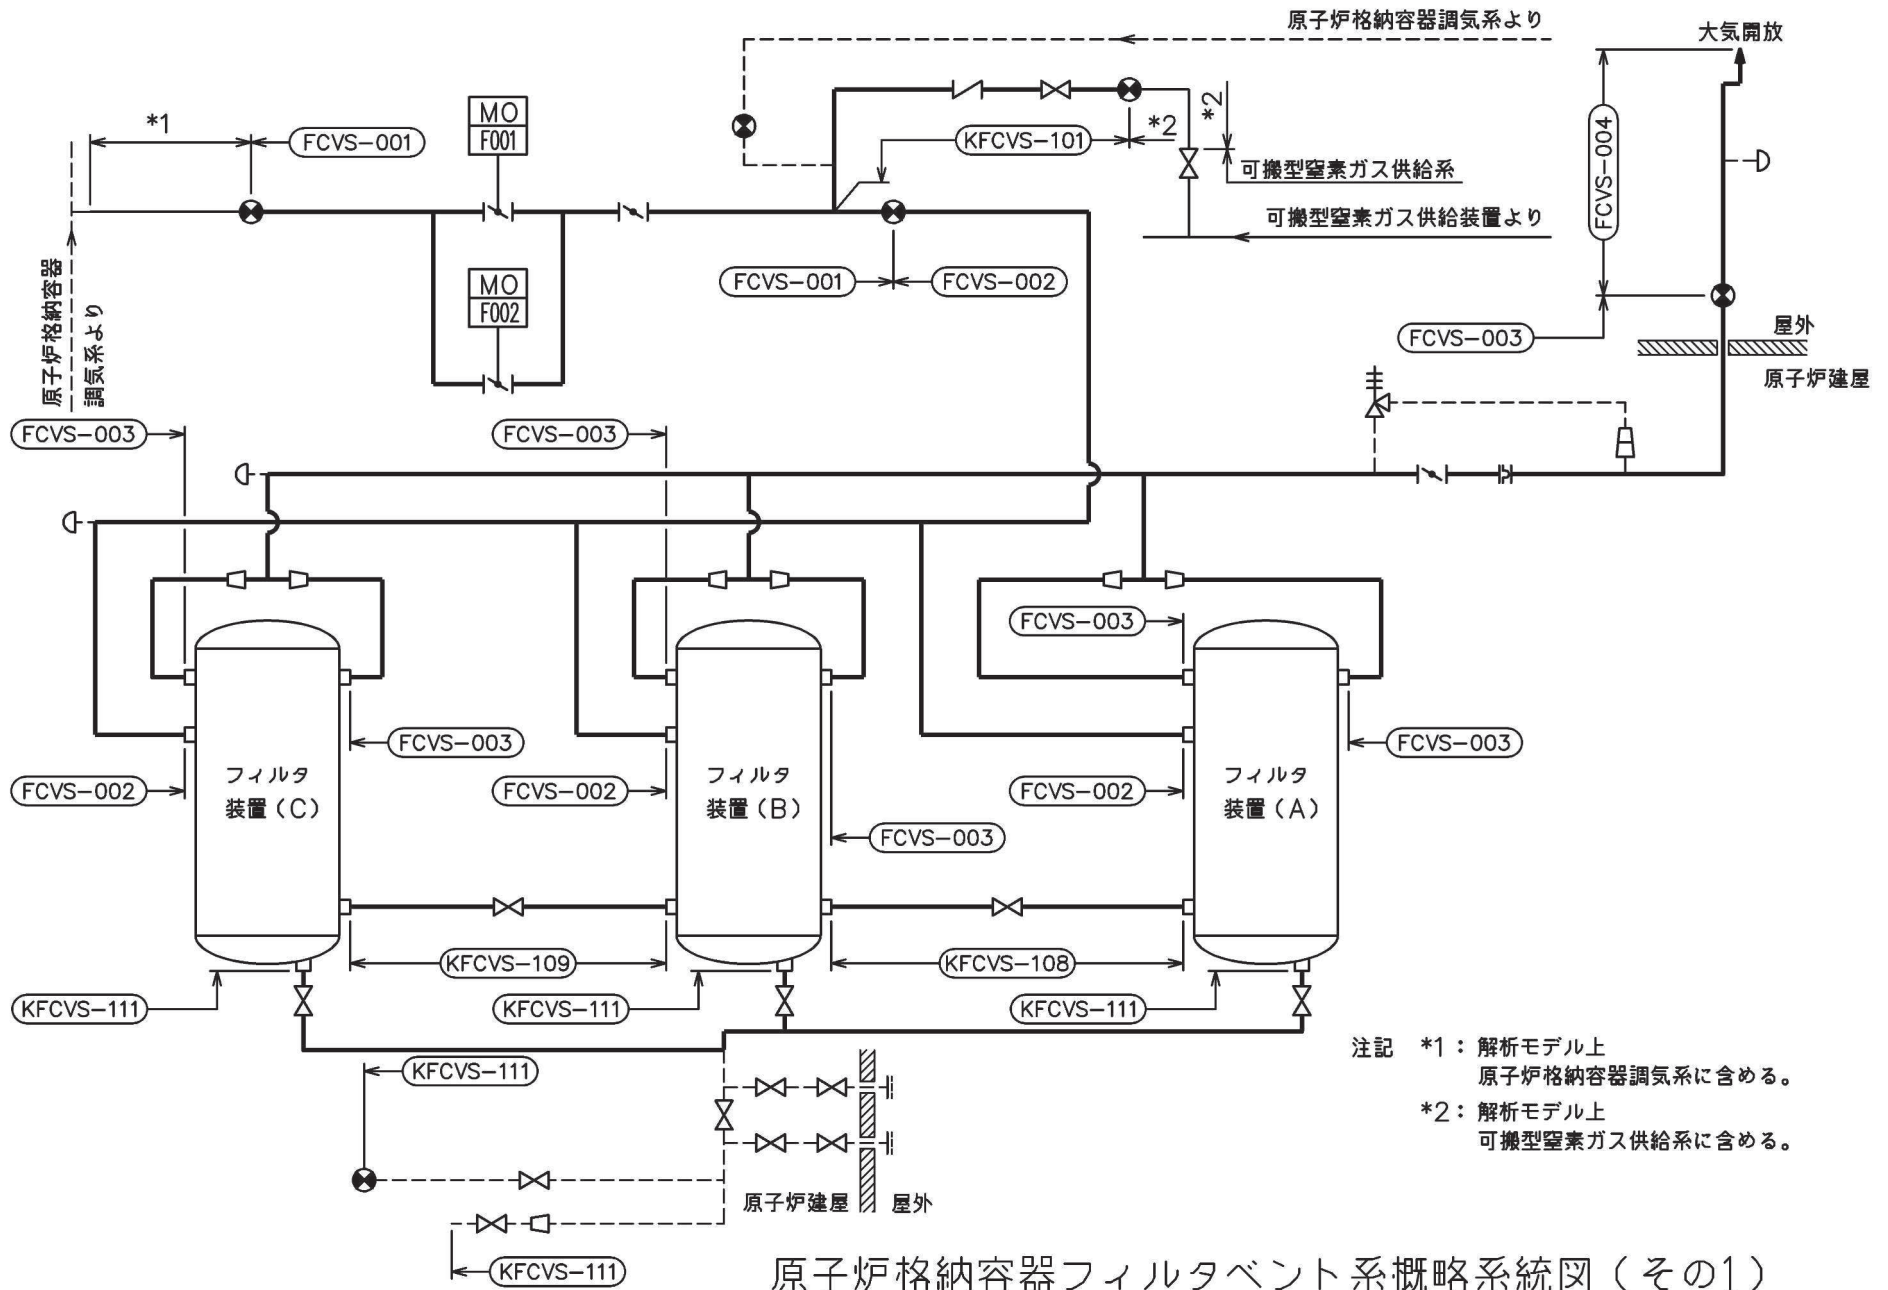 原子炉格納容器調気系より
大気開放
*1
FCVS-001
MO
F001
KFCVS-101
*2
*2
可搬型窒素ガス供給系
可搬型窒素ガス供給装置より
FCVS-004
原子炉格納容器
調気系より
MO
F002
FCVS-001
FCVS-002
FCVS-003
屋外
原子炉建屋
FCVS-003
FCVS-003
FCVS-003
FCVS-003
FCVS-003
FCVS-002
フィルタ
装置(C)
FCVS-002
フィルタ
装置(B)
FCVS-003
FCVS-002
フィルタ
装置(A)
KFCVS-109
KFCVS-108
KFCVS-111
KFCVS-111
KFCVS-111
KFCVS-111
原子炉建屋
屋外
KFCVS-111
注記 *1: 解析モデル上
原子炉格納容器調気系に含める。
*2: 解析モデル上
可搬型窒素ガス供給系に含める。
原子炉格納容器フィルタベント系概略系統図(その1)